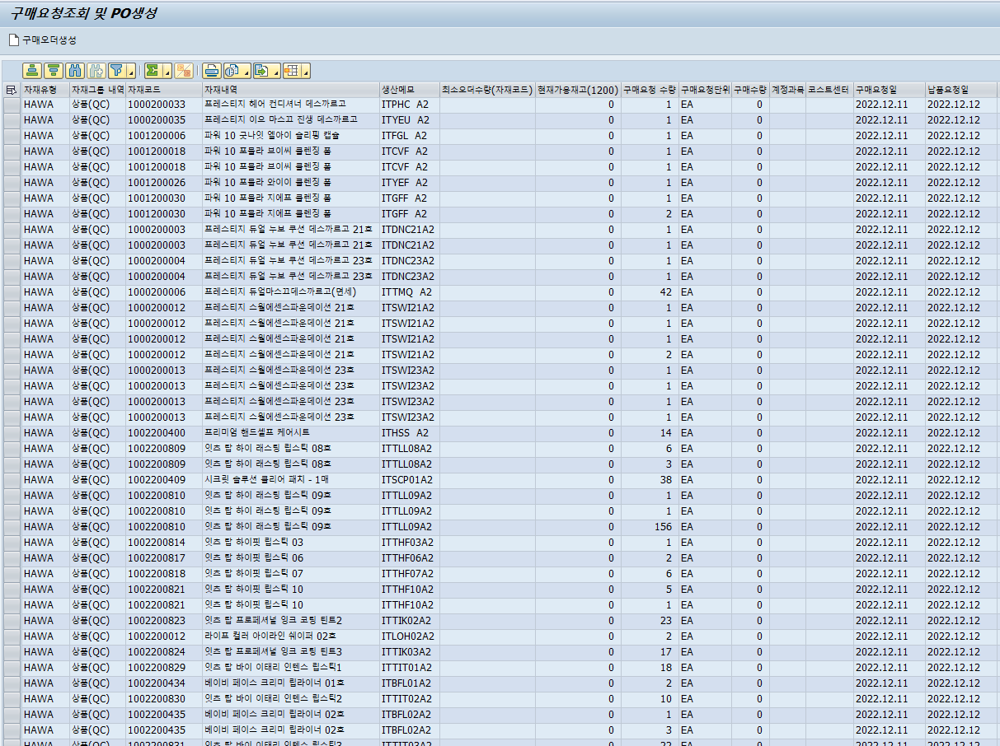 구매요청조회 및 PO생성
구매오더생성
자재유형 자재그룹 내역 자재코드 자재내역 생산메모 최소오더수량(자재코드) 현재가용재고(1200) 구매요청 수량 구매요청단위 구매수량 계정과목 코스트센터 구매요청일 납품요청일
HAWA 상품(QC) 1000200033 프레스티지 헤어 컨디셔너 데스까르고 ITPHC A2 0 1 EA 0 2022.12.11 2022.12.12
HAWA 상품(QC) 1000200035 프레스티지 이으 마스끄 진생 데스까르고 ITYEU A2 0 1 EA 0 2022.12.11 2022.12.12
HAWA 상품(QC) 1001200006 파워 10 굿나잇 엘아이 슬리핑 캡슐 ITFGL A2 0 1 EA 0 2022.12.11 2022.12.12
HAWA 상품(QC) 1001200018 파워 10 포뮬라 브이씨 클렌징 폼 ITCVF A2 0 1 EA 0 2022.12.11 2022.12.12
HAWA 상품(QC) 1001200018 파워 10 포뮬라 브이씨 클렌징 폼 ITCVF A2 0 1 EA 0 2022.12.11 2022.12.12
HAWA 상품(QC) 1001200026 파워 10 포뮬라 와이이 클렌징 폼 ITYEF A2 0 1 EA 0 2022.12.11 2022.12.12
HAWA 상품(QC) 1001200030 파워 10 포뮬라 지에프 클렌징 폼 ITGFF A2 0 1 EA 0 2022.12.11 2022.12.12
HAWA 상품(QC) 1001200030 파워 10 포뮬라 지에프 클렌징 폼 ITGFF A2 0 2 EA 0 2022.12.11 2022.12.12
HAWA 상품(QC) 1000200003 프레스티지 듀얼 누보 쿠션 데스까르고 21호 ITDNC21A2 0 1 EA 0 2022.12.11 2022.12.12
HAWA 상품(QC) 1000200003 프레스티지 듀얼 누보 쿠션 데스까르고 21호 ITDNC21A2 0 1 EA 0 2022.12.11 2022.12.12
HAWA 상품(QC) 1000200004 프레스티지 듀얼 누보 쿠션 데스까르고 23호 ITDNC23A2 0 1 EA 0 2022.12.11 2022.12.12
HAWA 상품(QC) 1000200004 프레스티지 듀얼 누보 쿠션 데스까르고 23호 ITDNC23A2 0 1 EA 0 2022.12.11 2022.12.12
HAWA 상품(QC) 1000200006 프레스티지 듀얼마스끄데스까르고(면세) ITTMQ A2 0 42 EA 0 2022.12.11 2022.12.12
HAWA 상품(QC) 1000200012 프레스티지 스월에센스파운데이션 21호 ITSWI21A2 0 1 EA 0 2022.12.11 2022.12.12
HAWA 상품(QC) 1000200012 프레스티지 스월에센스파운데이션 21호 ITSWI21A2 0 1 EA 0 2022.12.11 2022.12.12
HAWA 상품(QC) 1000200012 프레스티지 스월에센스파운데이션 21호 ITSWI21A2 0 1 EA 0 2022.12.11 2022.12.12
HAWA 상품(QC) 1000200012 프레스티지 스월에센스파운데이션 21호 ITSWI21A2 0 2 EA 0 2022.12.11 2022.12.12
HAWA 상품(QC) 1000200013 프레스티지 스월에센스파운데이션 23호 ITSWI23A2 0 1 EA 0 2022.12.11 2022.12.12
HAWA 상품(QC) 1000200013 프레스티지 스월에센스파운데이션 23호 ITSWI23A2 0 1 EA 0 2022.12.11 2022.12.12
HAWA 상품(QC) 1000200013 프레스티지 스월에센스파운데이션 23호 ITSWI23A2 0 1 EA 0 2022.12.11 2022.12.12
HAWA 상품(QC) 1000200013 프레스티지 스월에센스파운데이션 23호 ITSWI23A2 0 1 EA 0 2022.12.11 2022.12.12
HAWA 상품(QC) 1002200400 프리미엄 핸드셀프 케어시트 ITHSS A2 0 14 EA 0 2022.12.11 2022.12.12
HAWA 상품(QC) 1002200809 잇츠 탑 하이 래스팅 립스틱 08호 ITTLL08A2 0 6 EA 0 2022.12.11 2022.12.12
HAWA 상품(QC) 1002200809 잇츠 탑 하이 래스팅 립스틱 08호 ITTLL08A2 0 3 EA 0 2022.12.11 2022.12.12
HAWA 상품(QC) 1002200409 시크릿 솔루션 클리어 패치 - 1매 ITSCP01A2 0 38 EA 0 2022.12.11 2022.12.12
HAWA 상품(QC) 1002200810 잇츠 탑 하이 래스팅 립스틱 09호 ITTLL09A2 0 1 EA 0 2022.12.11 2022.12.12
HAWA 상품(QC) 1002200810 잇츠 탑 하이 래스팅 립스틱 09호 ITTLL09A2 0 1 EA 0 2022.12.11 2022.12.12
HAWA 상품(QC) 1002200810 잇츠 탑 하이 래스팅 립스틱 09호 ITTLL09A2 0 156 EA 0 2022.12.11 2022.12.12
HAWA 상품(QC) 1002200814 잇츠 탑 하이핏 립스틱 03 ITTHF03A2 0 1 EA 0 2022.12.11 2022.12.12
HAWA 상품(QC) 1002200817 잇츠 탑 하이핏 립스틱 06 ITTHF06A2 0 2 EA 0 2022.12.11 2022.12.12
HAWA 상품(QC) 1002200818 잇츠 탑 하이핏 립스틱 07 ITTHF07A2 0 6 EA 0 2022.12.11 2022.12.12
HAWA 상품(QC) 1002200821 잇츠 탑 하이핏 립스틱 10 ITTHF10A2 0 5 EA 0 2022.12.11 2022.12.12
HAWA 상품(QC) 1002200821 잇츠 탑 하이핏 립스틱 10 ITTHF10A2 0 1 EA 0 2022.12.11 2022.12.12
HAWA 상품(QC) 1002200823 잇츠 탑 프로페셔널 잉크 코팅 틴트2 ITTIK02A2 0 23 EA 0 2022.12.11 2022.12.12
HAWA 상품(QC) 1002200012 라이프 컬러 아이라인 쉐이퍼 02호 ITLOH02A2 0 2 EA 0 2022.12.11 2022.12.12
HAWA 상품(QC) 1002200824 잇츠 탑 프로페셔널 잉크 코팅 틴트3 ITTIK03A2 0 17 EA 0 2022.12.11 2022.12.12
HAWA 상품(QC) 1002200829 잇츠 탑 바이 이태리 인텐스 립스틱1 ITTIT01A2 0 18 EA 0 2022.12.11 2022.12.12
HAWA 상품(QC) 1002200434 베이비 페이스 크리미 립라이너 01호 ITBFL01A2 0 2 EA 0 2022.12.11 2022.12.12
HAWA 상품(QC) 1002200830 잇츠 탑 바이 이태리 인텐스 립스틱2 ITTIT02A2 0 10 EA 0 2022.12.11 2022.12.12
HAWA 상품(QC) 1002200435 베이비 페이스 크리미 립라이너 02호 ITBFL02A2 0 1 EA 0 2022.12.11 2022.12.12
HAWA 상품(QC) 1002200435 베이비 페이스 크리미 립라이너 02호 ITBFL02A2 0 3 EA 0 2022.12.11 2022.12.12
HAWA 상품(QC) 1002200831 잇츠 탑 바이 이태리 인텐스 립스틱3 ITTIT03A2 0 22 EA 0 2022.12.11 2022.12.12